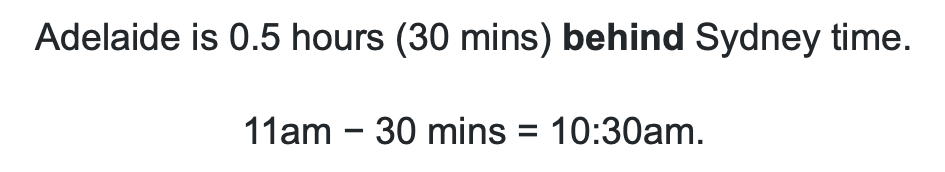 Adelaide is 0.5 hours (30 mins) behind Sydney time.
11am − 30 mins = 10:30am.